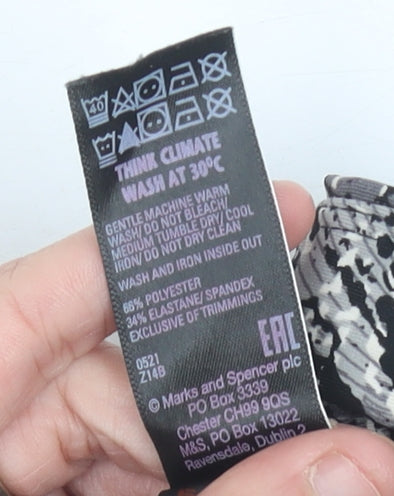 40
THINK CLIMATE
WASH AT 30°C
GENTLE MACHINE WARM
WASH/ DO NOT BLEACH/
MEDIUM TUMBLE DRY/ COOL
IRON/ DO NOT DRY CLEAN
WASH AND IRON INSIDE OUT
66% POLYESTER
34% ELASTANE/ SPANDEX
EXCLUSIVE OF TRIMMINGS
0521
Z14B
EAC
© Marks and Spencer plc
PO Box 3339
Chester CH99 9QS
M&S, PO Box 13022
Ravensdale, Dublin 2